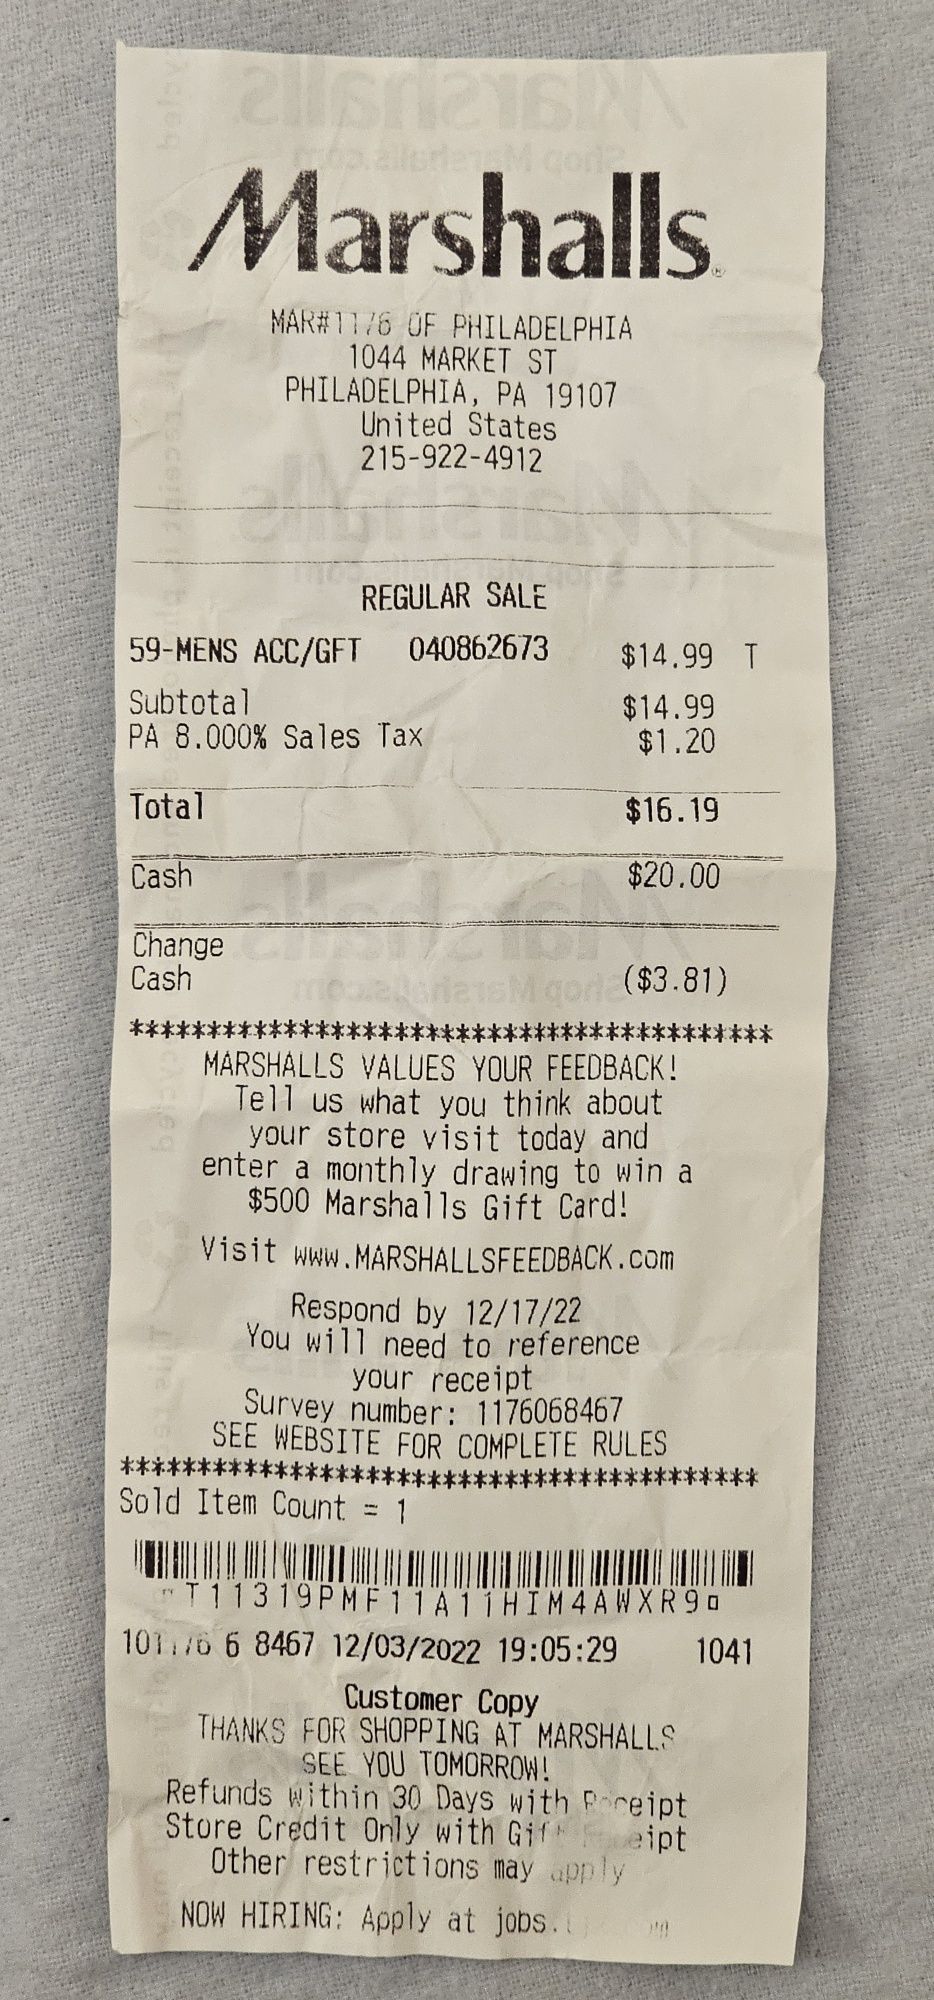 Marshalls®
MAR#1176 OF PHILADELPHIA
1044 MARKET ST
PHILADELPHIA, PA 19107
United States
215-922-4912
REGULAR SALE
59-MENS ACC/GFT 040862673 $14.99 T
Subtotal $14.99
PA 8.000% Sales Tax $1.20
Total $16.19
Cash $20.00
Change
Cash ($3.81)
******************************************
MARSHALLS VALUES YOUR FEEDBACK!
Tell us what you think about
your store visit today and
enter a monthly drawing to win a
$500 Marshalls Gift Card!
Visit www.MARSHALLSFEEDBACK.com
Respond by 12/17/22
You will need to reference
your receipt
Survey number: 1176068467
SEE WEBSITE FOR COMPLETE RULES
******************************************
Sold Item Count = 1
T11319PMF11A11HIM4AWXR9
101176 6 8467 12/03/2022 19:05:29 1041
Customer Copy
THANKS FOR SHOPPING AT MARSHALLS
SEE YOU TOMORROW!
Refunds within 30 Days with Receipt
Store Credit Only with Gift Receipt
Other restrictions may apply
NOW HIRING: Apply at jobs.